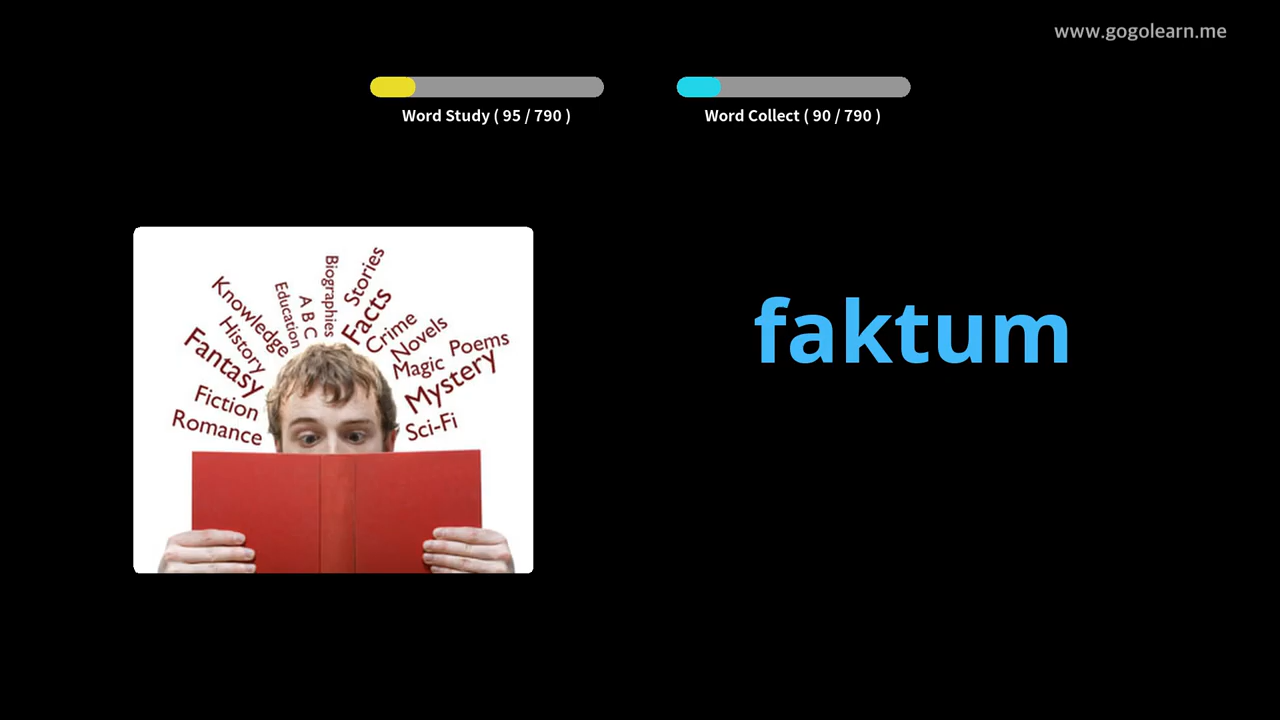 www.gogolearn.me
Word Study ( 95 / 790 )
Word Collect ( 90 / 790 )
Romance
Fiction
Fantasy
History
Knowledge
Education
A B C
Biographies
Stories
Facts
Crime
Novels
Magic
Poems
Mystery
Sci-Fi
faktum